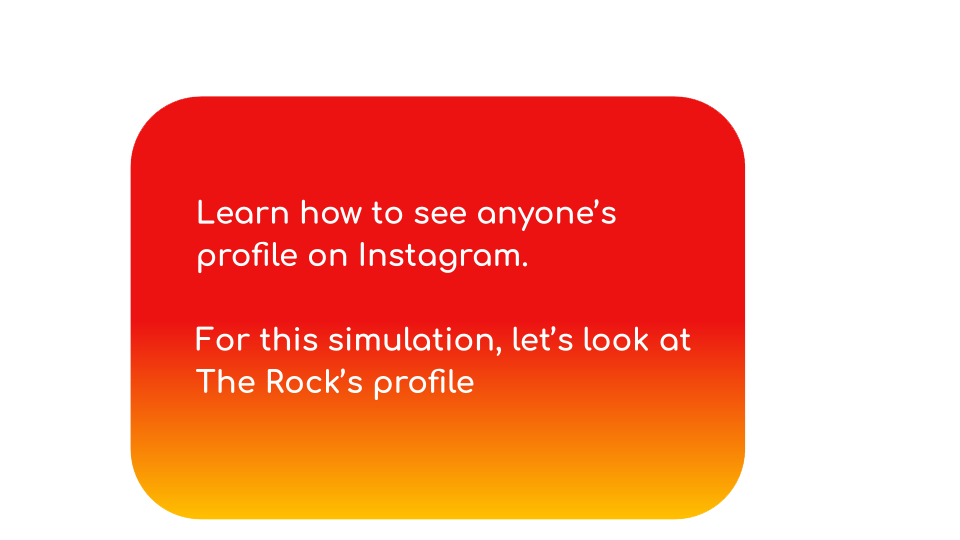 Learn how to see anyone’s
profile on Instagram.
For this simulation, let’s look at
The Rock’s profile